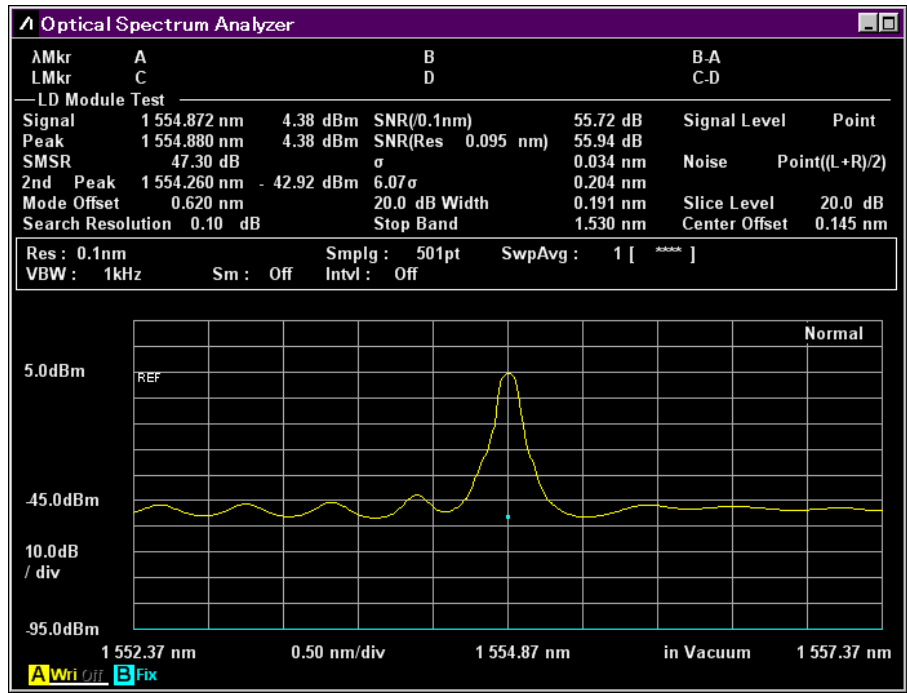 Optical Spectrum Analyzer
λMkr A B B-A
LMkr C D C-D
LD Module Test
Signal 1 554.872 nm 4.38 dBm SNR(/0.1nm) 55.72 dB Signal Level Point
Peak 1 554.880 nm 4.38 dBm SNR(Res 0.095 nm) 55.94 dB
SMSR 47.30 dB σ 0.034 nm Noise Point((L+R)/2)
2nd Peak 1 554.260 nm - 42.92 dBm 6.07σ 0.204 nm
Mode Offset 0.620 nm 20.0 dB Width 0.191 nm Slice Level 20.0 dB
Search Resolution 0.10 dB Stop Band 1.530 nm Center Offset 0.145 nm
Res : 0.1nm Smplg : 501pt SwpAvg : 1 [ **** ]
VBW : 1kHz Sm : Off Intvl : Off
Normal
5.0dBm
REF
-45.0dBm
10.0dB
/ div
-95.0dBm
1 552.37 nm 0.50 nm/div 1 554.87 nm in Vacuum 1 557.37 nm
A Wri Off B Fix